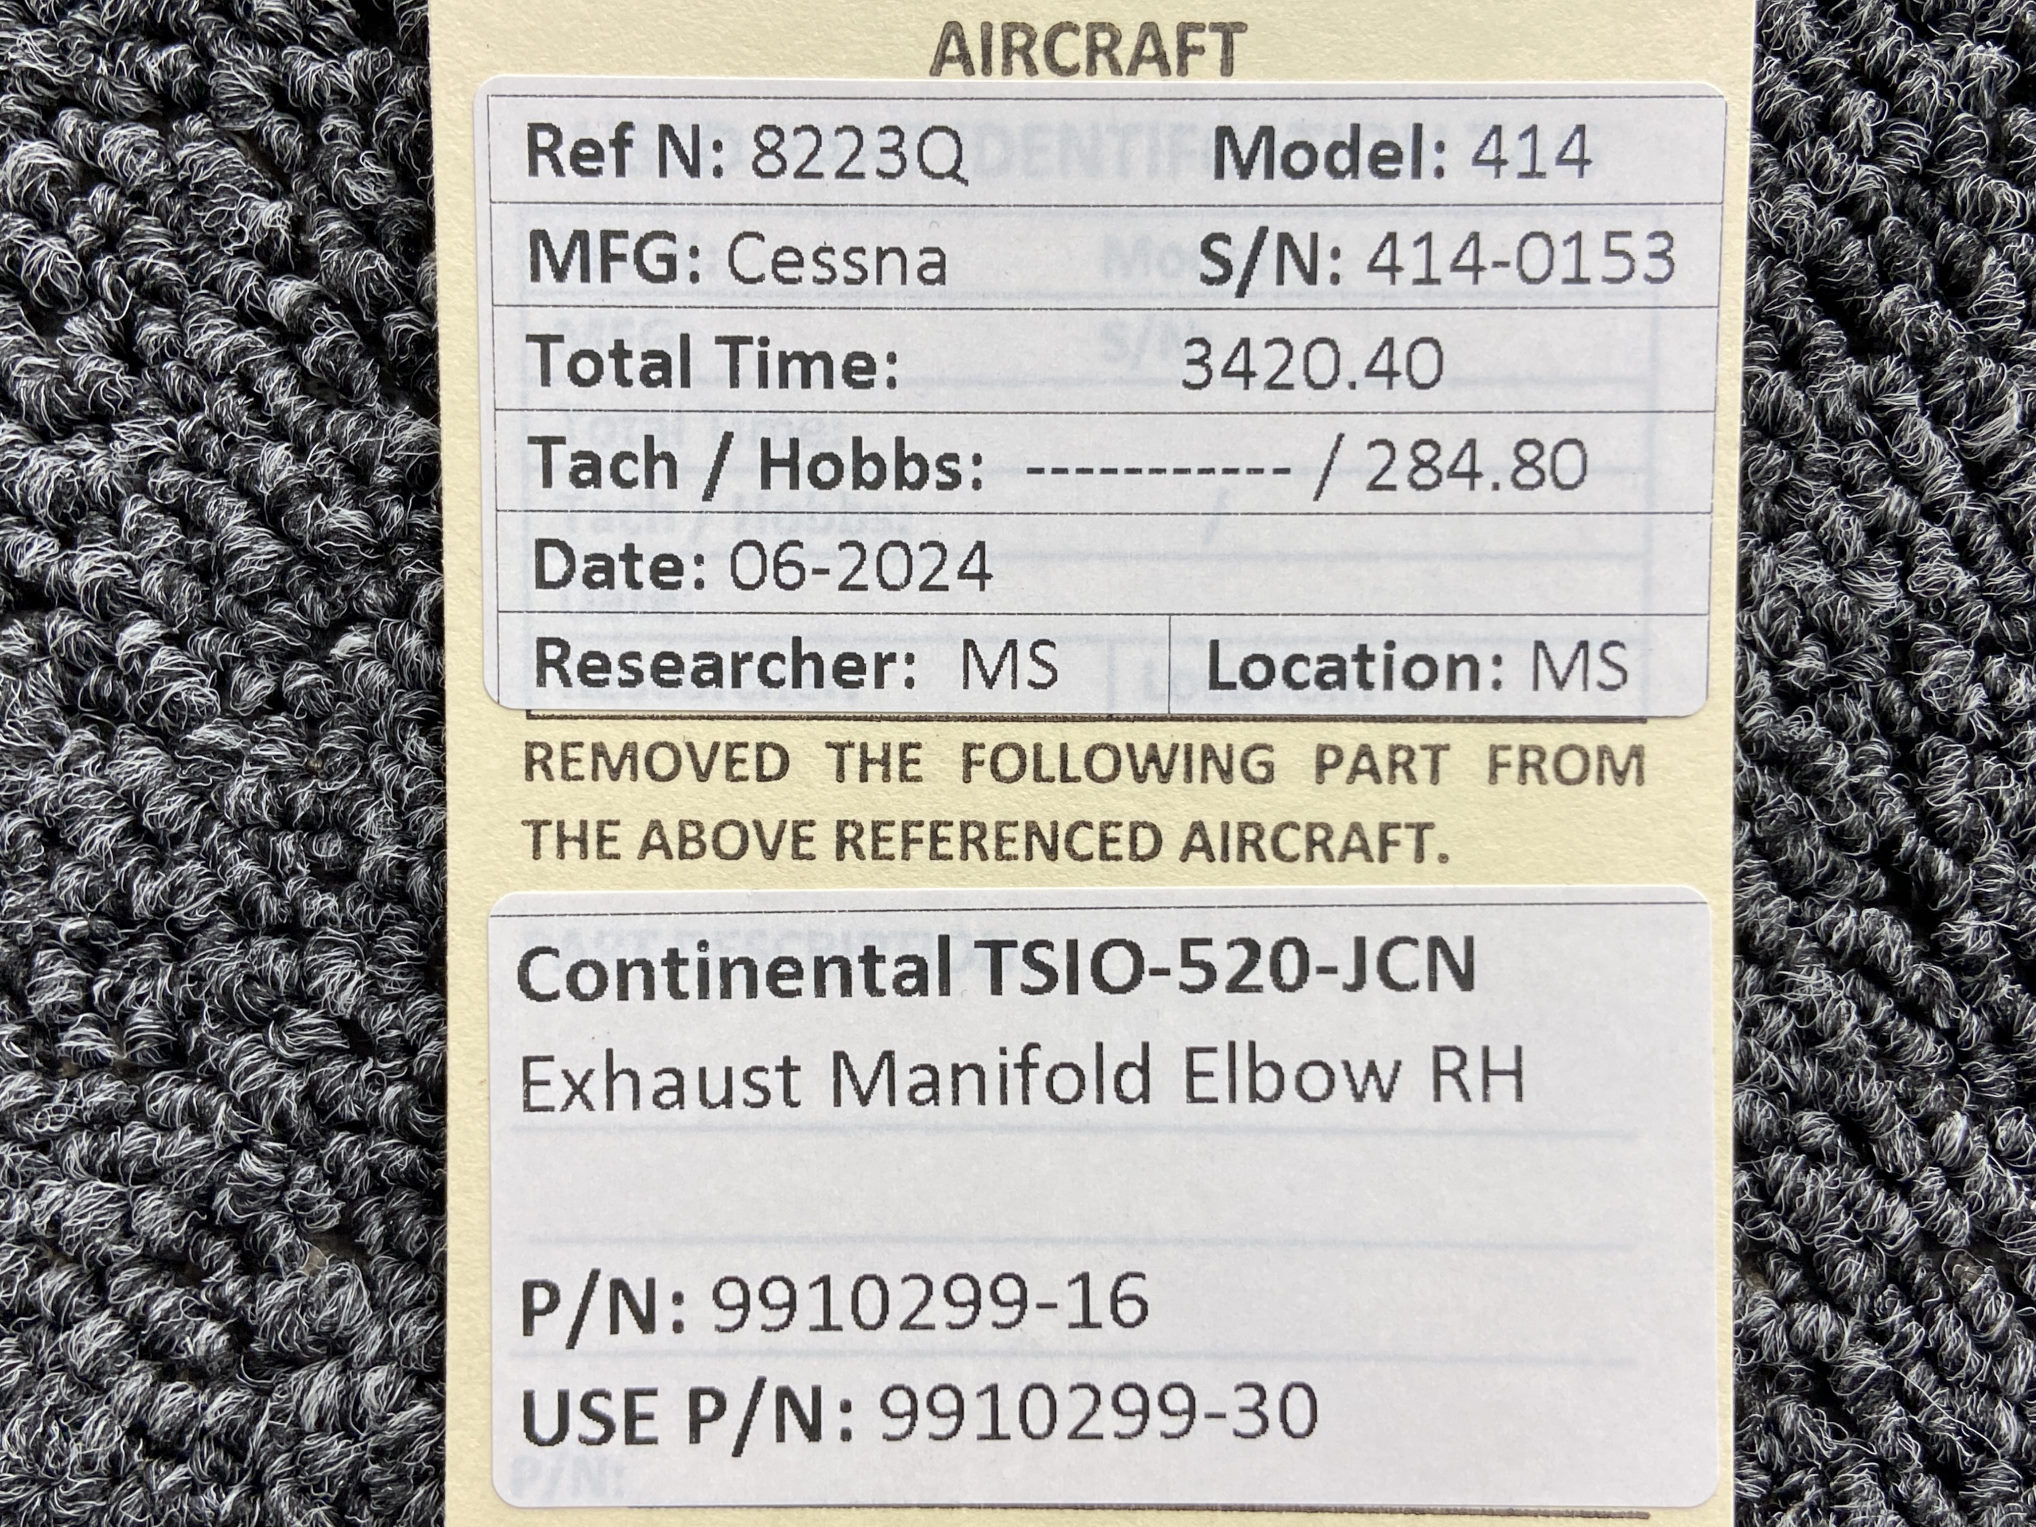 AIRCRAFT
Ref N: 8223Q Model: 414
MFG: Cessna S/N: 414-0153
Total Time: 3420.40
Tach / Hobbs: ----------- / 284.80
Date: 06-2024
Researcher: MS Location: MS
REMOVED THE FOLLOWING PART FROM
THE ABOVE REFERENCED AIRCRAFT.
Continental TSIO-520-JCN
Exhaust Manifold Elbow RH
P/N: 9910299-16
USE P/N: 9910299-30
P/N: